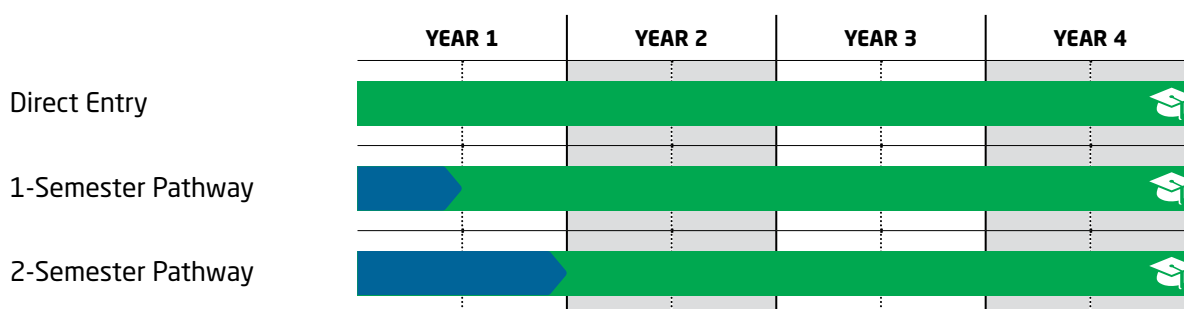 YEAR 1 YEAR 2 YEAR 3 YEAR 4
Direct Entry
1-Semester Pathway
2-Semester Pathway